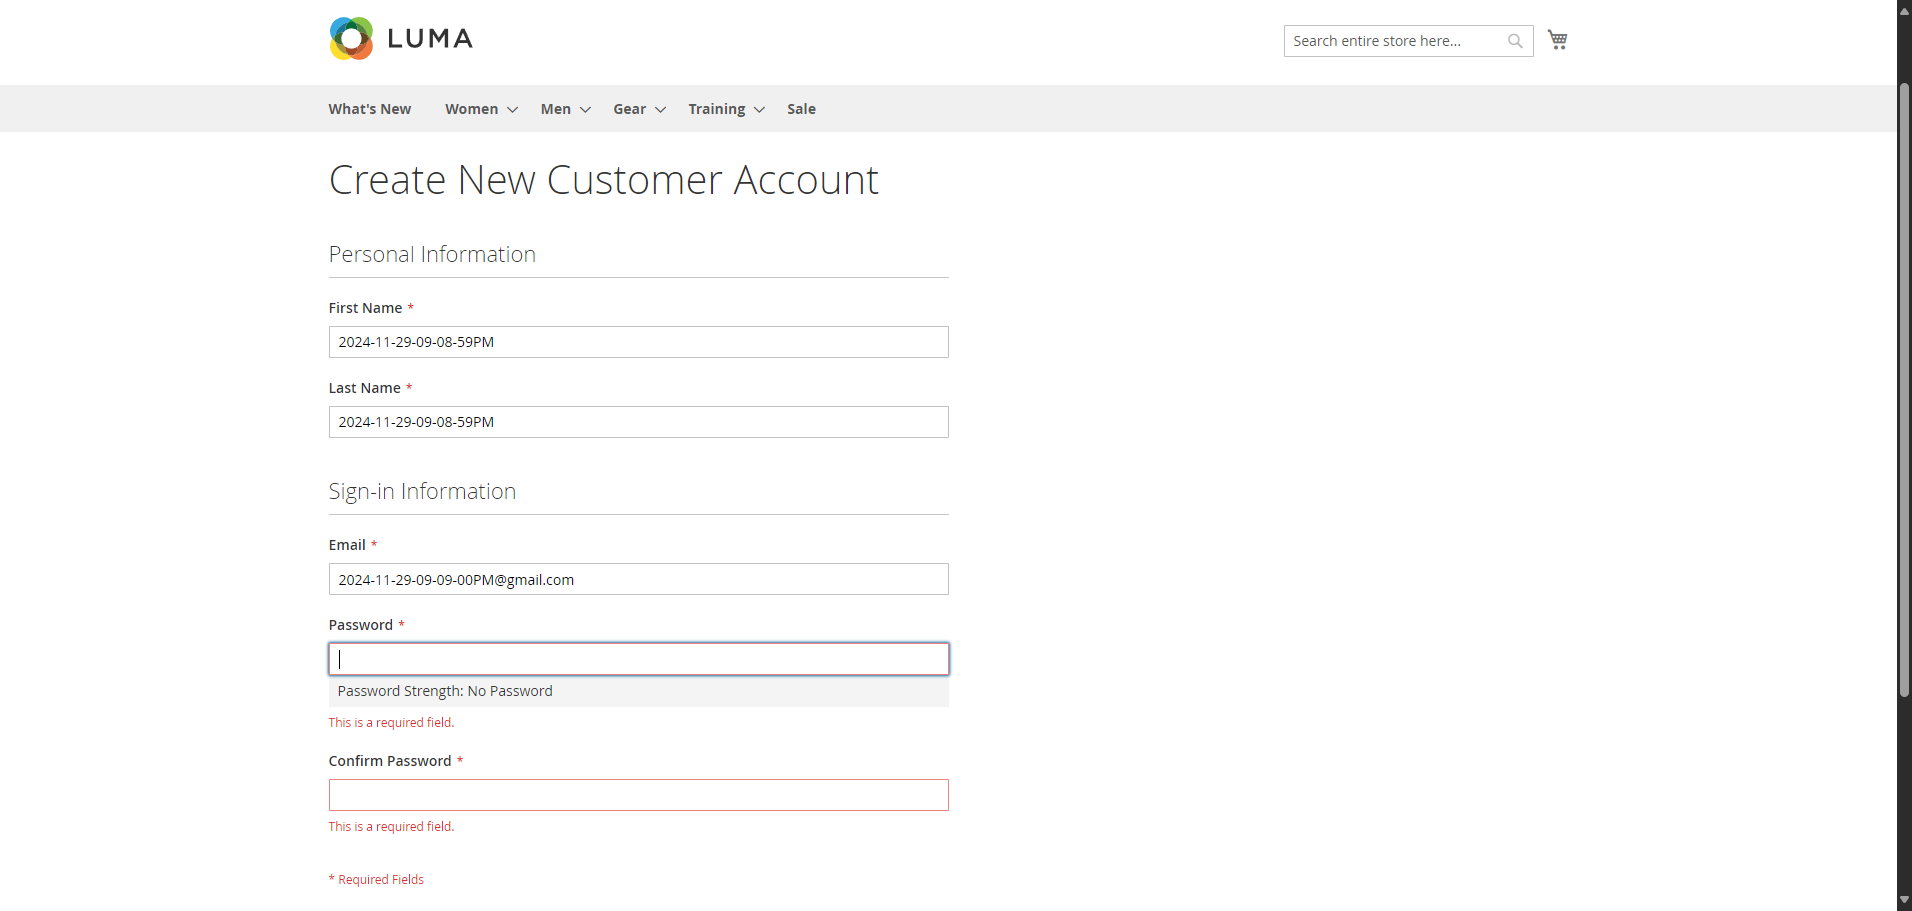 LUMA
Search entire store here...
What's New Women Men Gear Training Sale
Create New Customer Account
Personal Information
First Name *
2024-11-29-09-08-59PM
Last Name *
2024-11-29-09-08-59PM
Sign-in Information
Email *
2024-11-29-09-09-00PM@gmail.com
Password *
Password Strength: No Password
This is a required field.
Confirm Password *
This is a required field.
* Required Fields